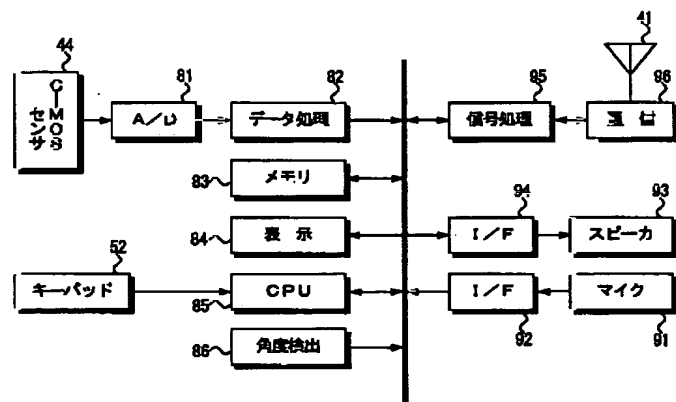 44
C-MOS
センサ
81
A/D
82
データ処理
83
メモリ
84
表 示
52
キーパッド
85
CPU
86
角度検出
41
95
信号処理
96
94
I/F
93
スピーカ
92
I/F
91
マイク